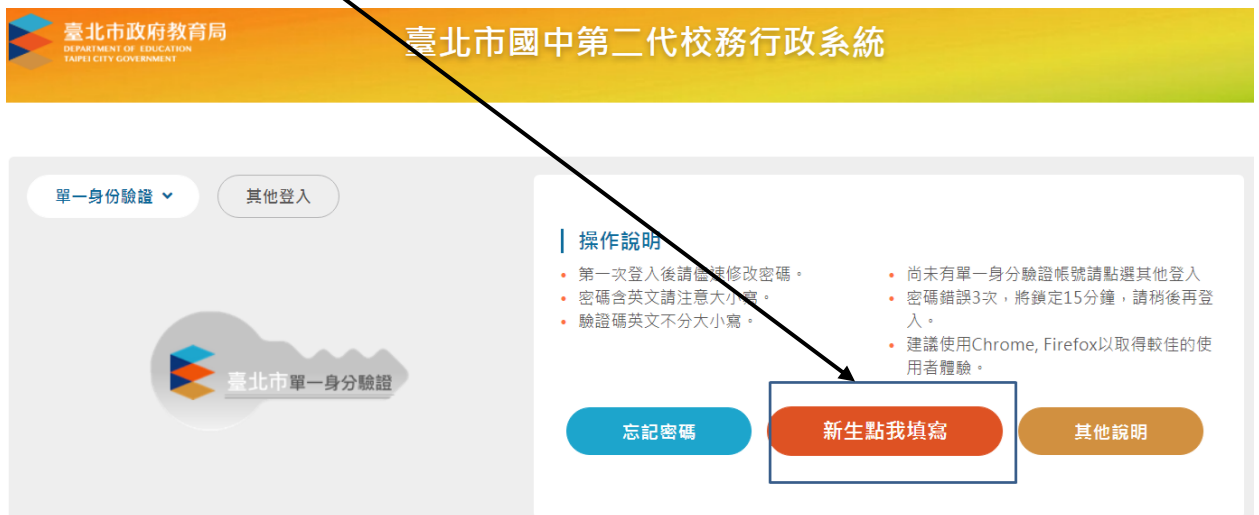 臺北市政府教育局
DEPARTMENT OF EDUCATION
TAIPEI CITY GOVERNMENT
臺北市國中第二代校務行政系統
單一身份驗證
其他登入
臺北市單一身分驗證
操作說明
• 第一次登入後請儘速修改密碼。
• 密碼含英文請注意大小寫。
• 驗證碼英文不分大小寫。
• 尚未有單一身分驗證帳號請點選其他登入
• 密碼錯誤3次，將鎖定15分鐘，請稍後再登
入。
• 建議使用Chrome, Firefox以取得較佳的使
用者體驗。
忘記密碼
新生點我填寫
其他說明